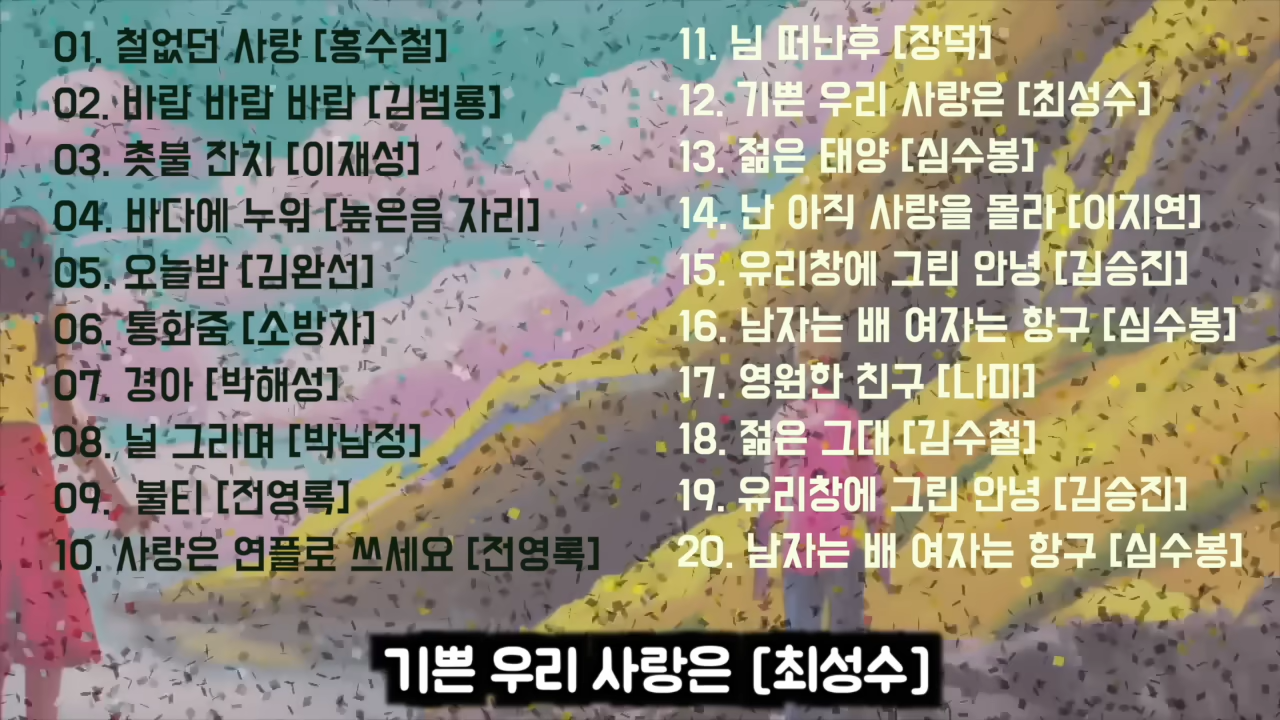 01. 철없던 사랑 [홍수철]
02. 바람 바람 바람 [김범룡]
03. 촛불 잔치 [이재성]
04. 바다에 누워 [높은음 자리]
05. 오늘밤 [김완선]
06. 통화줌 [소방차]
07. 경아 [박해성]
08. 널 그리며 [박남정]
09. 불티 [전영록]
10. 사랑은 연플로 쓰세요 [전영록]
11. 님 떠난후 [장덕]
12. 기쁜 우리 사랑은 [최성수]
13. 젊은 태양 [심수봉]
14. 난 아직 사랑을 몰라 [이지연]
15. 유리창에 그린 안녕 [김승진]
16. 남자는 배 여자는 항구 [심수봉]
17. 영원한 친구 [나미]
18. 젊은 그대 [김수철]
19. 유리창에 그린 안녕 [김승진]
20. 남자는 배 여자는 항구 [심수봉]
기쁜 우리 사랑은 [최성수]